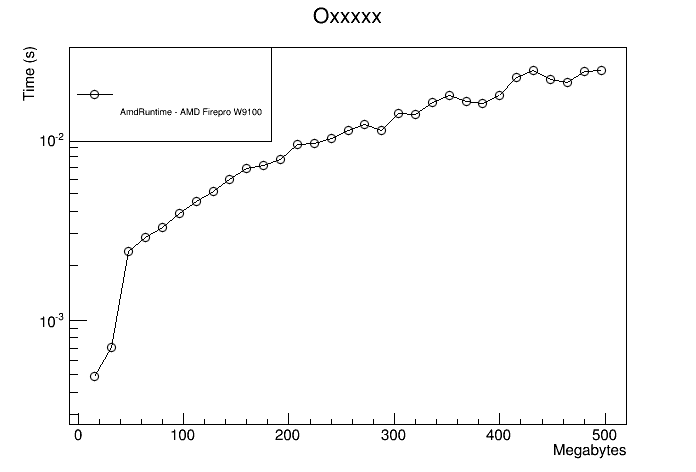 Oxxxxx
Time (s)
AmdRuntime - AMD Firepro W9100
10⁻²
10⁻³
0 100 200 300 400 500
Megabytes